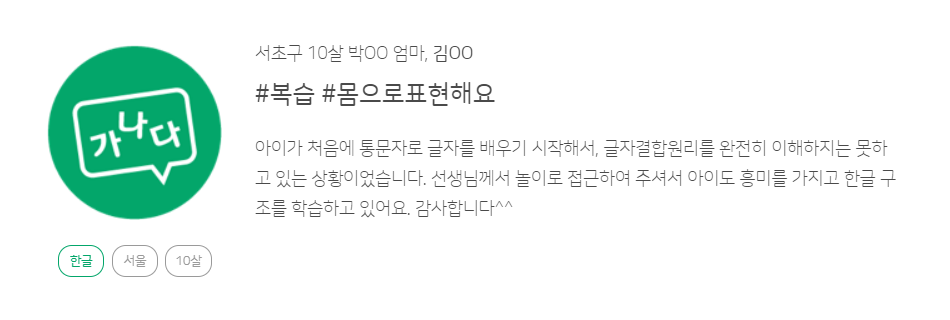 서초구 10살 박OO 엄마, 김OO
#복습 #몸으로표현해요
가나다
아이가 처음에 통문자로 글자를 배우기 시작해서, 글자결합원리를 완전히 이해하지는 못하
고 있는 상황이었습니다. 선생님께서 놀이로 접근하여 주셔서 아이도 흥미를 가지고 한글 구
조를 학습하고 있어요. 감사합니다^^
한글 서울 10살